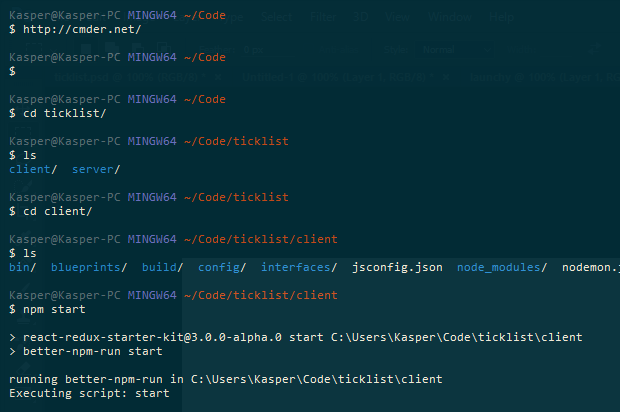 Kasper@Kasper-PC MINGW64 ~/Code
$ http://cmder.net/
Kasper@Kasper-PC MINGW64 ~/Code
$
Kasper@Kasper-PC MINGW64 ~/Code
$ cd ticklist/
Kasper@Kasper-PC MINGW64 ~/Code/ticklist
$ ls
client/ server/
Kasper@Kasper-PC MINGW64 ~/Code/ticklist
$ cd client/
Kasper@Kasper-PC MINGW64 ~/Code/ticklist/client
$ ls
bin/ blueprints/ build/ config/ interfaces/ jsconfig.json node_modules/ nodemon.j
Kasper@Kasper-PC MINGW64 ~/Code/ticklist/client
$ npm start
> react-redux-starter-kit@3.0.0-alpha.0 start C:\Users\Kasper\Code\ticklist\client
> better-npm-run start
running better-npm-run in C:\Users\Kasper\Code\ticklist\client
Executing script: start